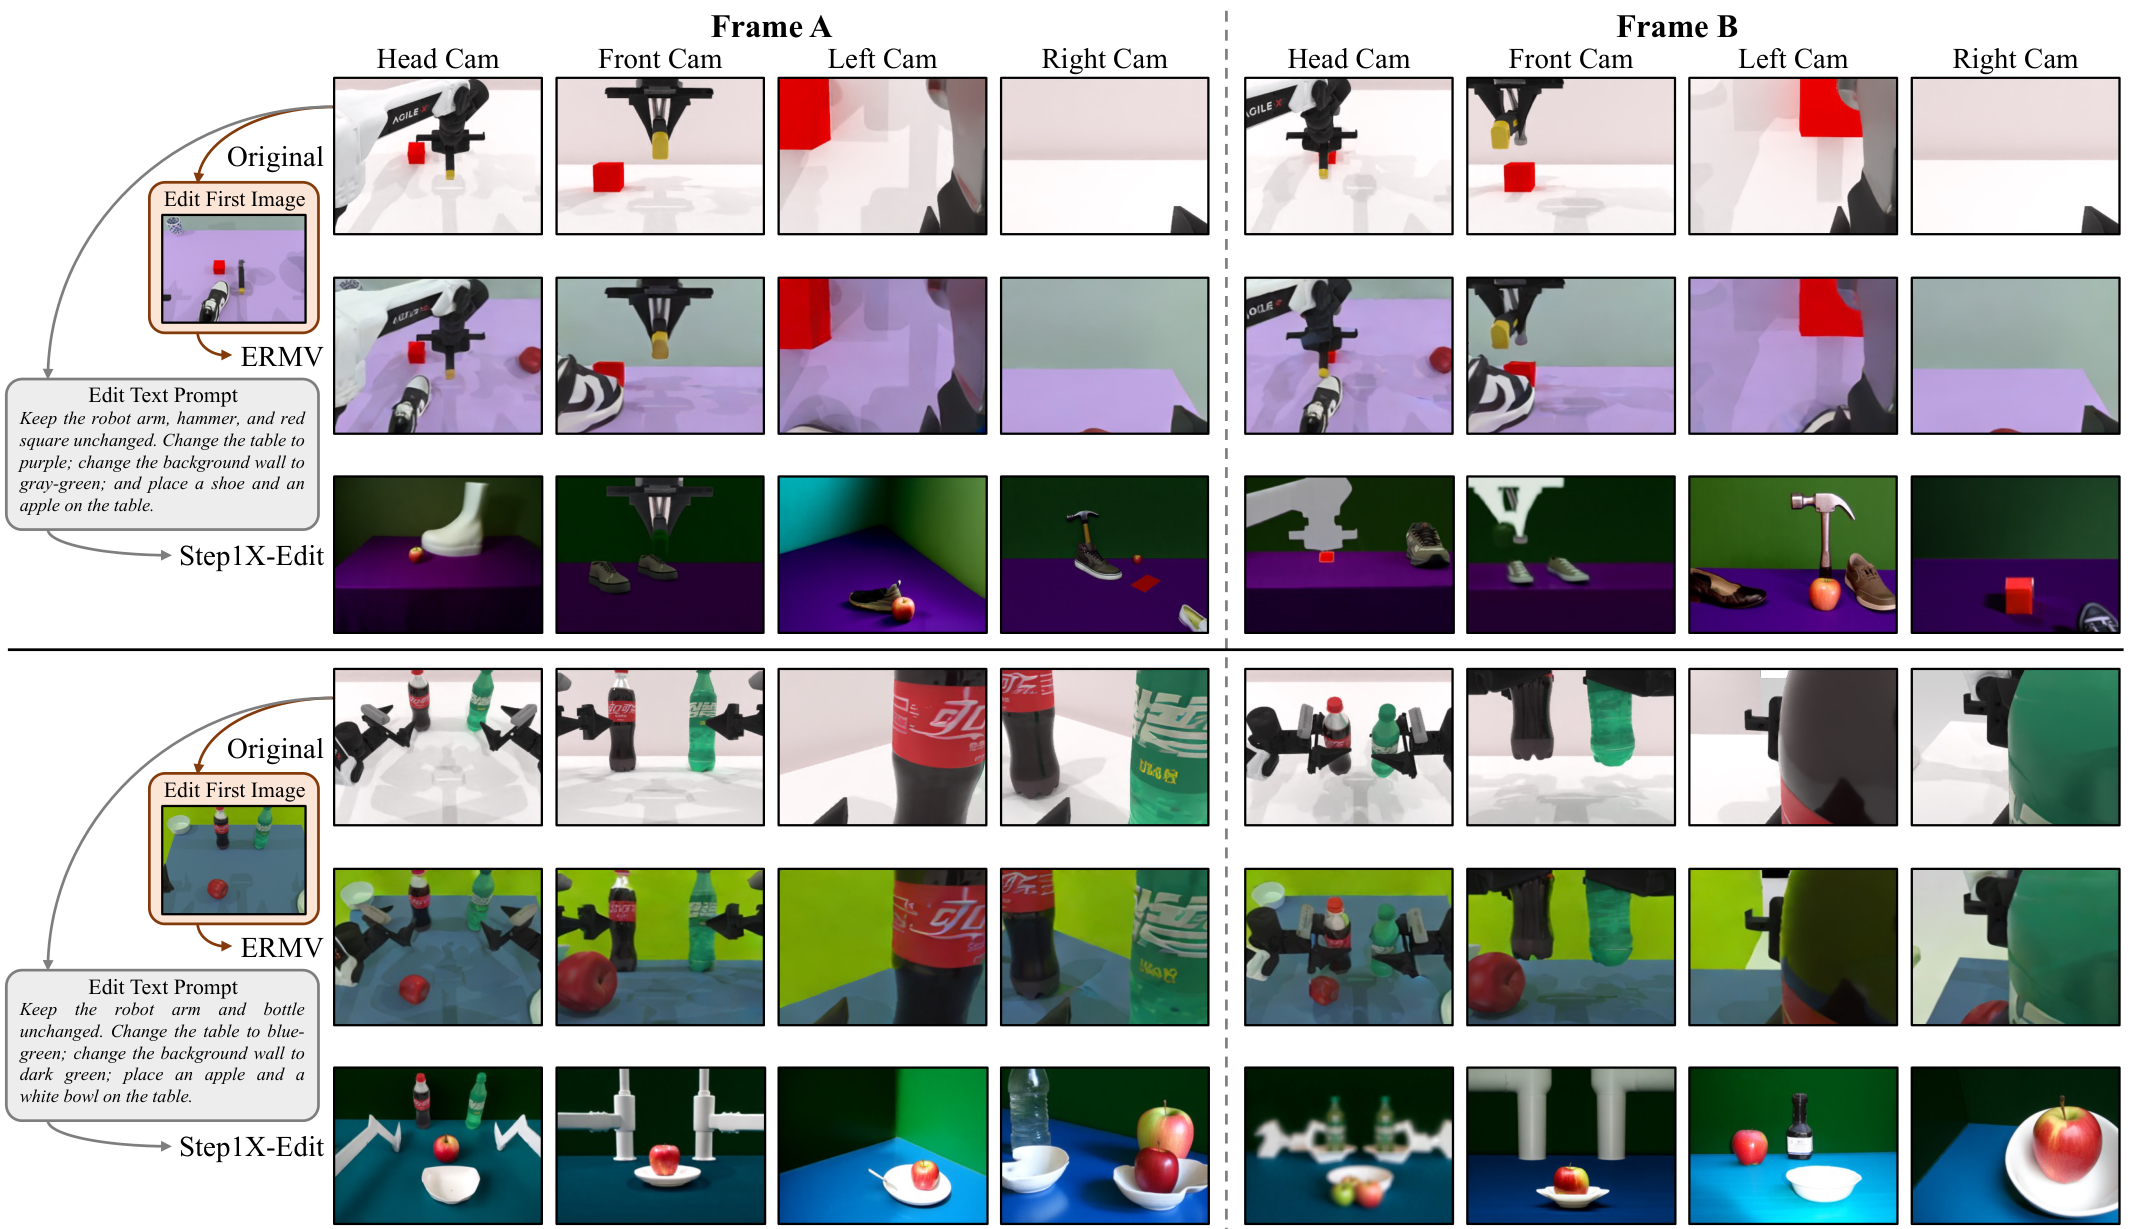 Frame A
Frame B
Head Cam
Front Cam
Left Cam
Right Cam
Head Cam
Front Cam
Left Cam
Right Cam
AGILE X
AGILE X
Original
Edit First Image
ERMV
Edit Text Prompt
Keep the robot arm, hammer, and red
square unchanged. Change the table to
purple; change the background wall to
gray-green; and place a shoe and an
apple on the table.
Step1X-Edit
Original
Edit First Image
ERMV
Edit Text Prompt
Keep the robot arm and bottle
unchanged. Change the table to blue-
green; change the background wall to
dark green; place an apple and a
white bowl on the table.
Step1X-Edit